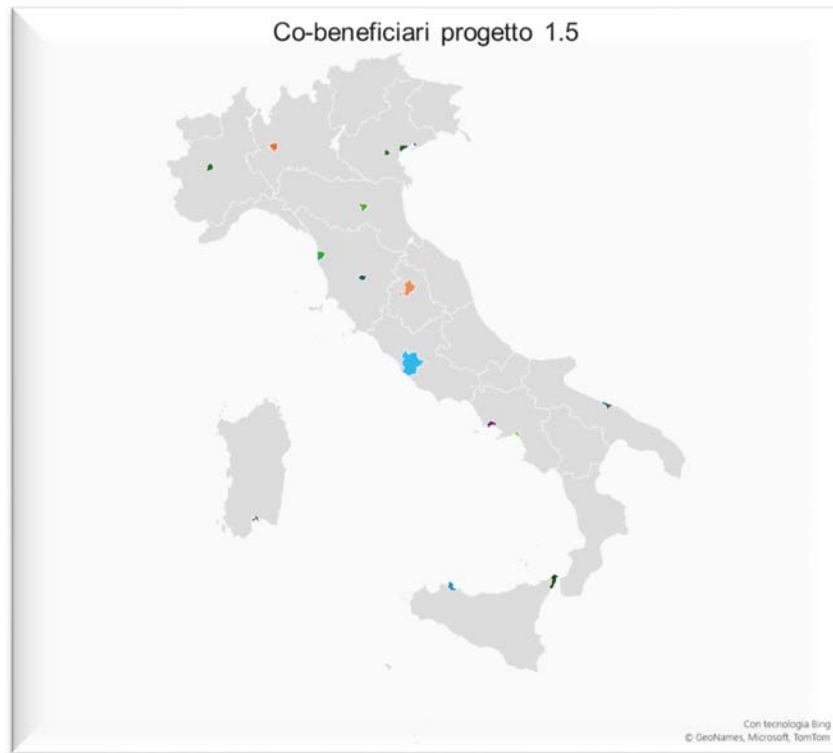 Co-beneficiari progetto 1.5
Con tecnologia Bing
© GeoNames, Microsoft, TomTom